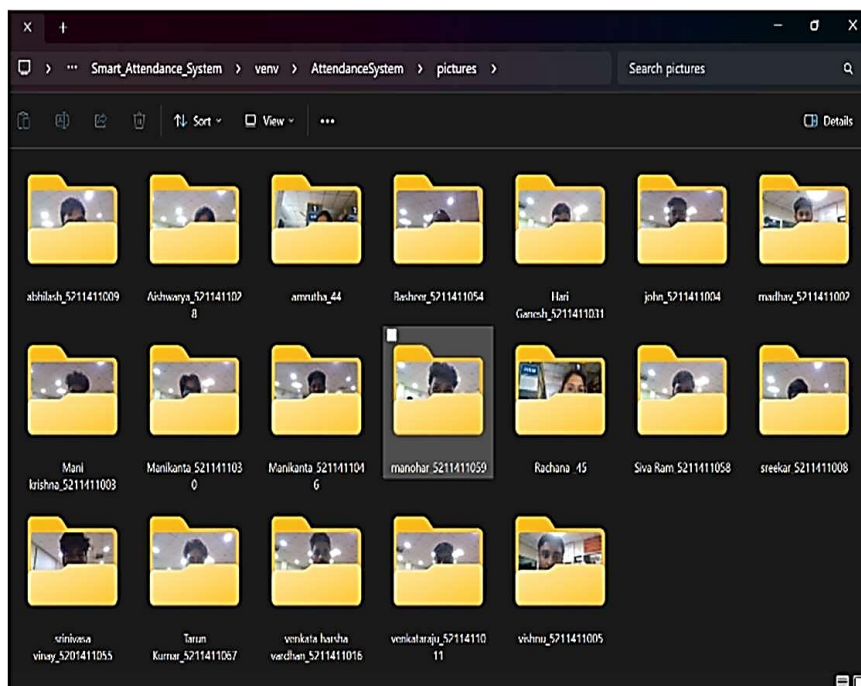 Smart_Attendance_System > venv > AttendanceSystem > pictures >
Search pictures
Sort
View
Details
abhilash_5211411009
Aishwarya_521141102
8
amrutha_44
Basheer_5211411054
Hari
Ganesh_5211411031
john_5211411004
madhav_5211411002
Mani
krishna_5211411003
Manikanta_521141103
0
Manikanta_521141104
6
manohar_5211411059
Rachana _45
Siva Ram_5211411058
sreekar_5211411008
srinivasa
vinay_5201411055
Tarun
Kumar_5211411067
venkata harsha
vardhan_5211411016
venkataraju_52114110
11
vishnu_5211411005